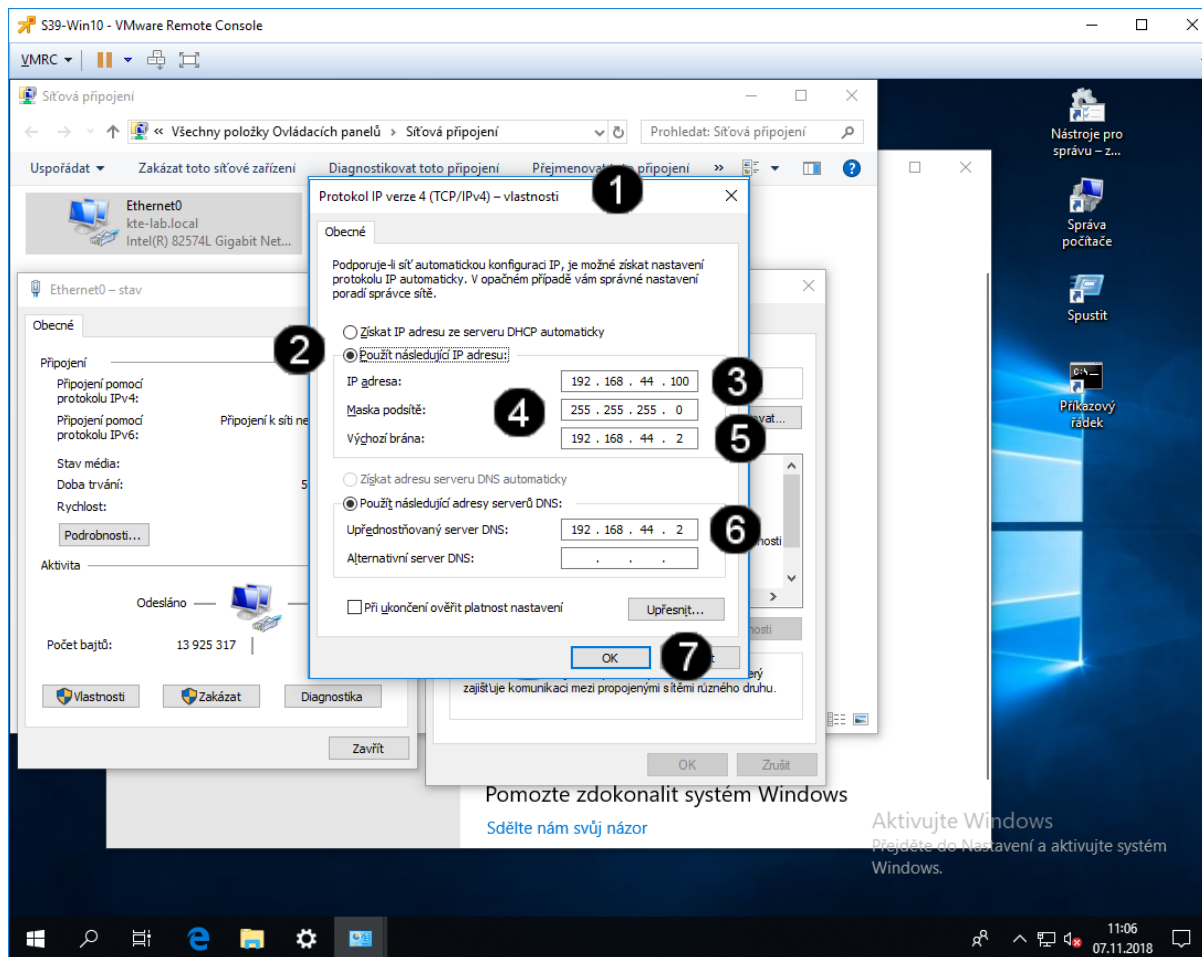 S39-Win10 - VMware Remote Console
VMRC
Síťová připojení
Všechny položky Ovládacích panelů › Síťová připojení
Prohledat: Síťová připojení
Uspořádat
Zakázat toto síťové zařízení
Diagnostikovat toto připojení
Přejmenovat připojení
»
Ethernet0
kte-lab.local
Intel(R) 82574L Gigabit Net...
Ethernet0 – stav
Obecné
Připojení
Připojení pomocí
protokolu IPv4:
Připojení pomocí
protokolu IPv6:
Připojení k síti ne
Stav média:
Doba trvání:
5
Rychlost:
Podrobnosti...
Aktivita
Odesláno
Počet bajtů:
13 925 317
Vlastnosti
Zakázat
Diagnostika
Zavřít
Protokol IP verze 4 (TCP/IPv4) – vlastnosti
1
Obecné
Podporuje-li síť automatickou konfiguraci IP, je možné získat nastavení
protokolu IP automaticky. V opačném případě vám správné nastavení
poradí správce sítě.
Získat IP adresu ze serveru DHCP automaticky
2
Použít následující IP adresu:
IP adresa:
192 . 168 . 44 . 100
3
Maska podsítě:
4
255 . 255 . 255 . 0
Výchozí brána:
192 . 168 . 44 . 2
5
Získat adresu serveru DNS automaticky
Použít následující adresy serverů DNS:
Upřednostňovaný server DNS:
192 . 168 . 44 . 2
6
Alternativní server DNS:
. . .
Při ukončení ověřit platnost nastavení
Upřesnit...
OK
7
vat...
nosti
nosti
erý
zajišťuje komunikaci mezi propojenými sítěmi různého druhu.
OK
Zrušit
Pomozte zdokonalit systém Windows
Sdělte nám svůj názor
Nástroje pro
správu – z...
Správa
počítače
Spustit
C:\_
Příkazový
řádek
Aktivujte Windows
Přejděte do Nastavení a aktivujte systém
Windows.
11:06
07.11.2018